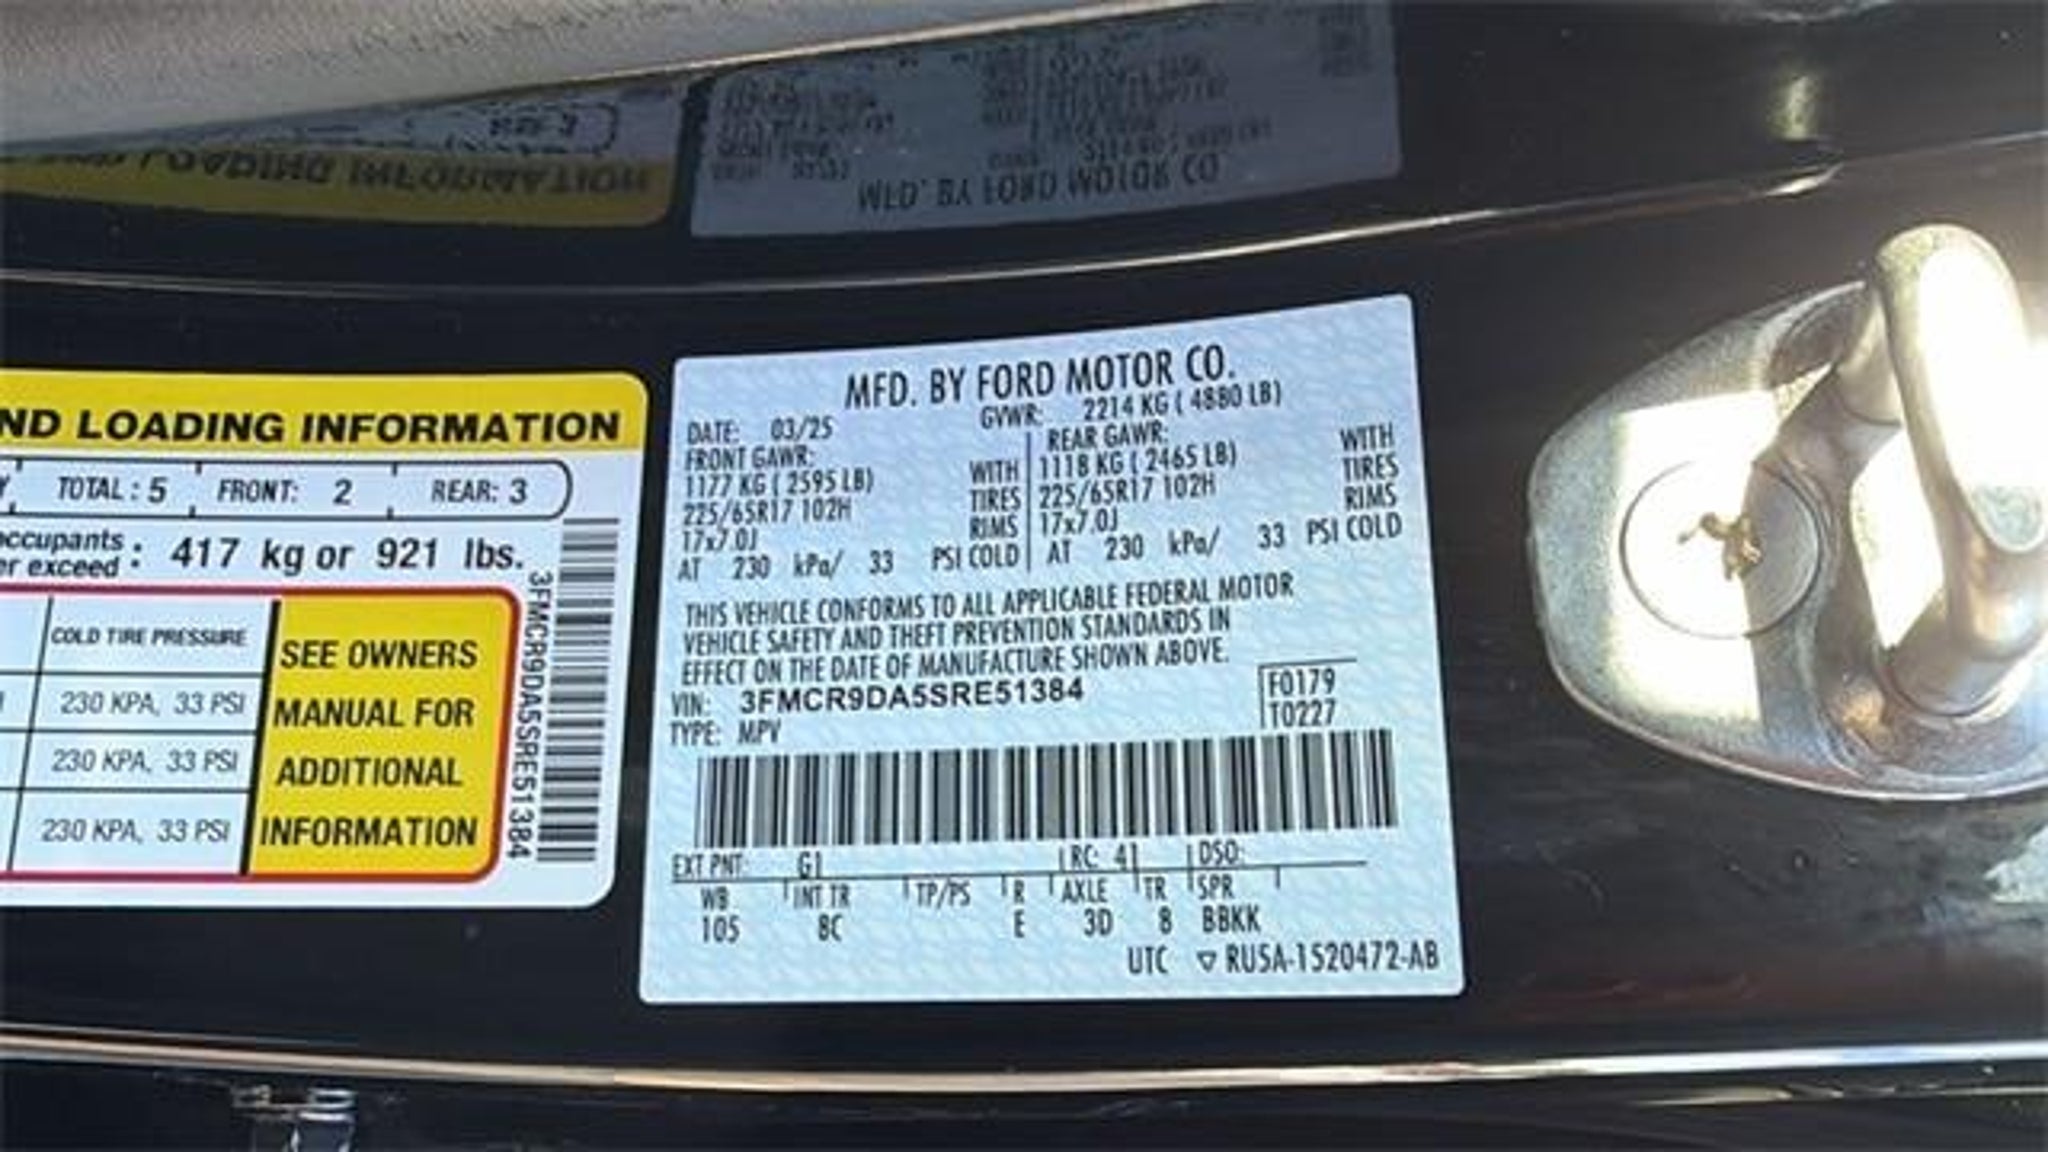 ND LOADING INFORMATION
Y TOTAL: 5 FRONT: 2 REAR: 3
occupants
er exceed : 417 kg or 921 lbs.
COLD TIRE PRESSURE
230 KPA, 33 PSI
230 KPA, 33 PSI
230 KPA, 33 PSI
SEE OWNERS
MANUAL FOR
ADDITIONAL
INFORMATION
3FMCR9DA5SRE51384
MFD. BY FORD MOTOR CO.
DATE: 03/25 GVWR: 2214 KG ( 4880 LB)
FRONT GAWR: REAR GAWR:
1177 KG ( 2595 LB) WITH 1118 KG ( 2465 LB) WITH
225/65R17 102H TIRES 225/65R17 102H TIRES
17x7.0J RIMS 17x7.0J RIMS
AT 230 kPa/ 33 PSI COLD AT 230 kPa/ 33 PSI COLD
THIS VEHICLE CONFORMS TO ALL APPLICABLE FEDERAL MOTOR
VEHICLE SAFETY AND THEFT PREVENTION STANDARDS IN
EFFECT ON THE DATE OF MANUFACTURE SHOWN ABOVE.
VIN: 3FMCR9DA5SRE51384 F0179
TYPE: MPV T0227
EXT PNT: G1 RC: 41 DSO:
WB INT TR TP/PS R AXLE TR SPR
105 8C E 3D 8 BBKK
UTC ▽ RU5A-1520472-AB